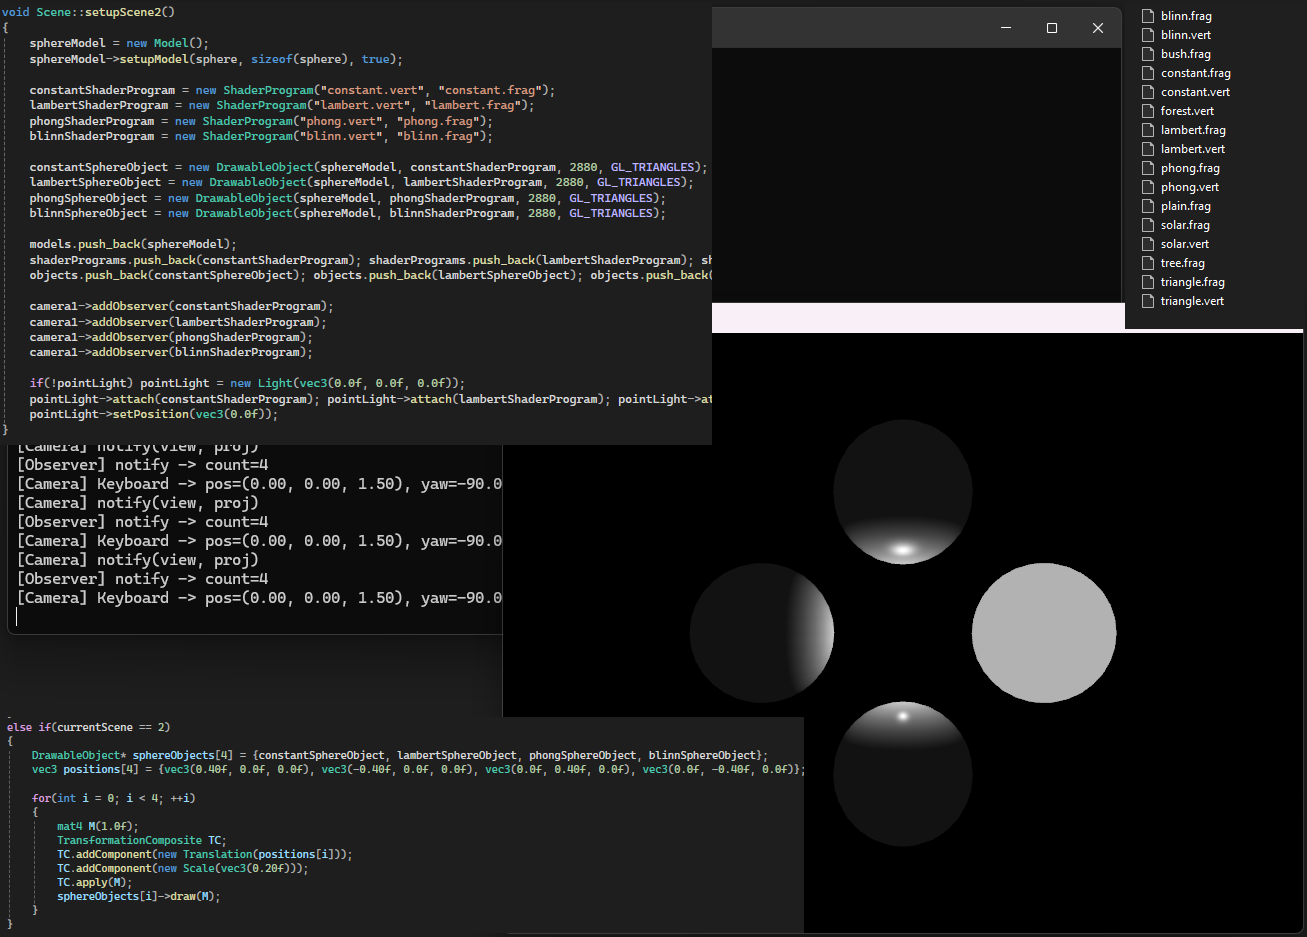 void Scene::setupScene2()
{
sphereModel = new Model();
sphereModel->setupModel(sphere, sizeof(sphere), true);
constantShaderProgram = new ShaderProgram("constant.vert", "constant.frag");
lambertShaderProgram = new ShaderProgram("lambert.vert", "lambert.frag");
phongShaderProgram = new ShaderProgram("phong.vert", "phong.frag");
blinnShaderProgram = new ShaderProgram("blinn.vert", "blinn.frag");
constantSphereObject = new DrawableObject(sphereModel, constantShaderProgram, 2880, GL_TRIANGLES);
lambertSphereObject = new DrawableObject(sphereModel, lambertShaderProgram, 2880, GL_TRIANGLES);
phongSphereObject = new DrawableObject(sphereModel, phongShaderProgram, 2880, GL_TRIANGLES);
blinnSphereObject = new DrawableObject(sphereModel, blinnShaderProgram, 2880, GL_TRIANGLES);
models.push_back(sphereModel);
shaderPrograms.push_back(constantShaderProgram); shaderPrograms.push_back(lambertShaderProgram); sh
objects.push_back(constantSphereObject); objects.push_back(lambertSphereObject); objects.push_back(
camera1->addObserver(constantShaderProgram);
camera1->addObserver(lambertShaderProgram);
camera1->addObserver(phongShaderProgram);
camera1->addObserver(blinnShaderProgram);
if(!pointLight) pointLight = new Light(vec3(0.0f, 0.0f, 0.0f));
pointLight->attach(constantShaderProgram); pointLight->attach(lambertShaderProgram); pointLight->at
pointLight->setPosition(vec3(0.0f));
}
blinn.frag
blinn.vert
bush.frag
constant.frag
constant.vert
forest.vert
lambert.frag
lambert.vert
phong.frag
phong.vert
plain.frag
solar.frag
solar.vert
tree.frag
triangle.frag
triangle.vert
[Camera] notify(view, proj)
[Observer] notify -> count=4
[Camera] Keyboard -> pos=(0.00, 0.00, 1.50), yaw=-90.0
[Camera] notify(view, proj)
[Observer] notify -> count=4
[Camera] Keyboard -> pos=(0.00, 0.00, 1.50), yaw=-90.0
[Camera] notify(view, proj)
[Observer] notify -> count=4
[Camera] Keyboard -> pos=(0.00, 0.00, 1.50), yaw=-90.0
else if(currentScene == 2)
{
DrawableObject* sphereObjects[4] = {constantSphereObject, lambertSphereObject, phongSphereObject, blinnSphereObject};
vec3 positions[4] = {vec3(0.40f, 0.0f, 0.0f), vec3(-0.40f, 0.0f, 0.0f), vec3(0.0f, 0.40f, 0.0f), vec3(0.0f, -0.40f, 0.0f)};
for(int i = 0; i < 4; ++i)
{
mat4 M(1.0f);
TransformationComposite TC;
TC.addComponent(new Translation(positions[i]));
TC.addComponent(new Scale(vec3(0.20f)));
TC.apply(M);
sphereObjects[i]->draw(M);
}
}